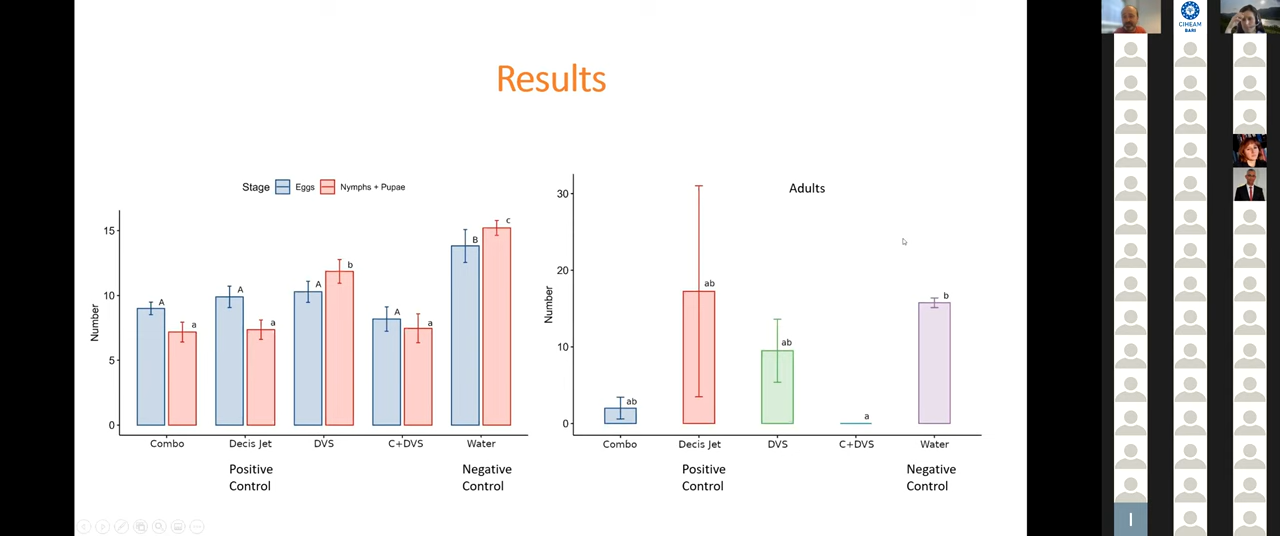 Results
Stage Eggs Nymphs + Pupae
Number
15
10
5
0
A
a
A
a
A
b
A
a
B
c
Combo Decis Jet DVS C+DVS Water
Positive
Control
Negative
Control
Adults
Number
30
20
10
0
ab
ab
ab
a
b
Combo Decis Jet DVS C+DVS Water
Positive
Control
Negative
Control
CIHEAM
BARI
I